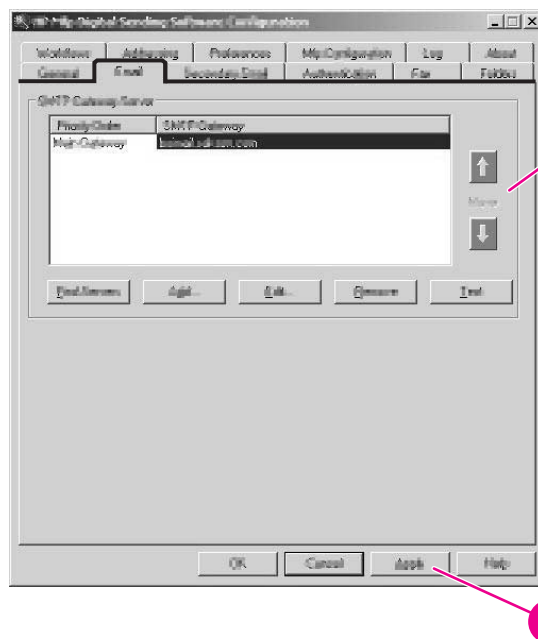 HP Mfp Digital Sending Software Configuration
Workflows Addressing Preferences Mfp Configuration Log About
General Email Secondary Email Authentication Fax Folders
SMTP Gateway Server
Priority Order SMTP Gateway
Main Gateway
Move
Find Servers Add... Edit... Remove Test
OK Cancel Apply Help